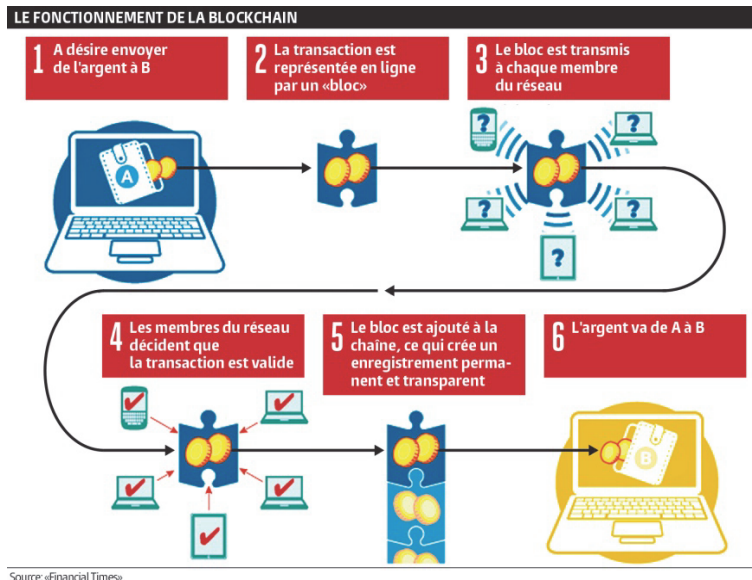 LE FONCTIONNEMENT DE LA BLOCKCHAIN
1 A désire envoyer
de l'argent à B
2 La transaction est
représentée en ligne
par un «bloc»
3 Le bloc est transmis
à chaque membre
du réseau
A
? ? ? ? ?
4 Les membres du réseau
décident que
la transaction est valide
5 Le bloc est ajouté à la
chaîne, ce qui crée un
enregistrement perma-
nent et transparent
6 L'argent va de A à B
B
Source: «Financial Times»